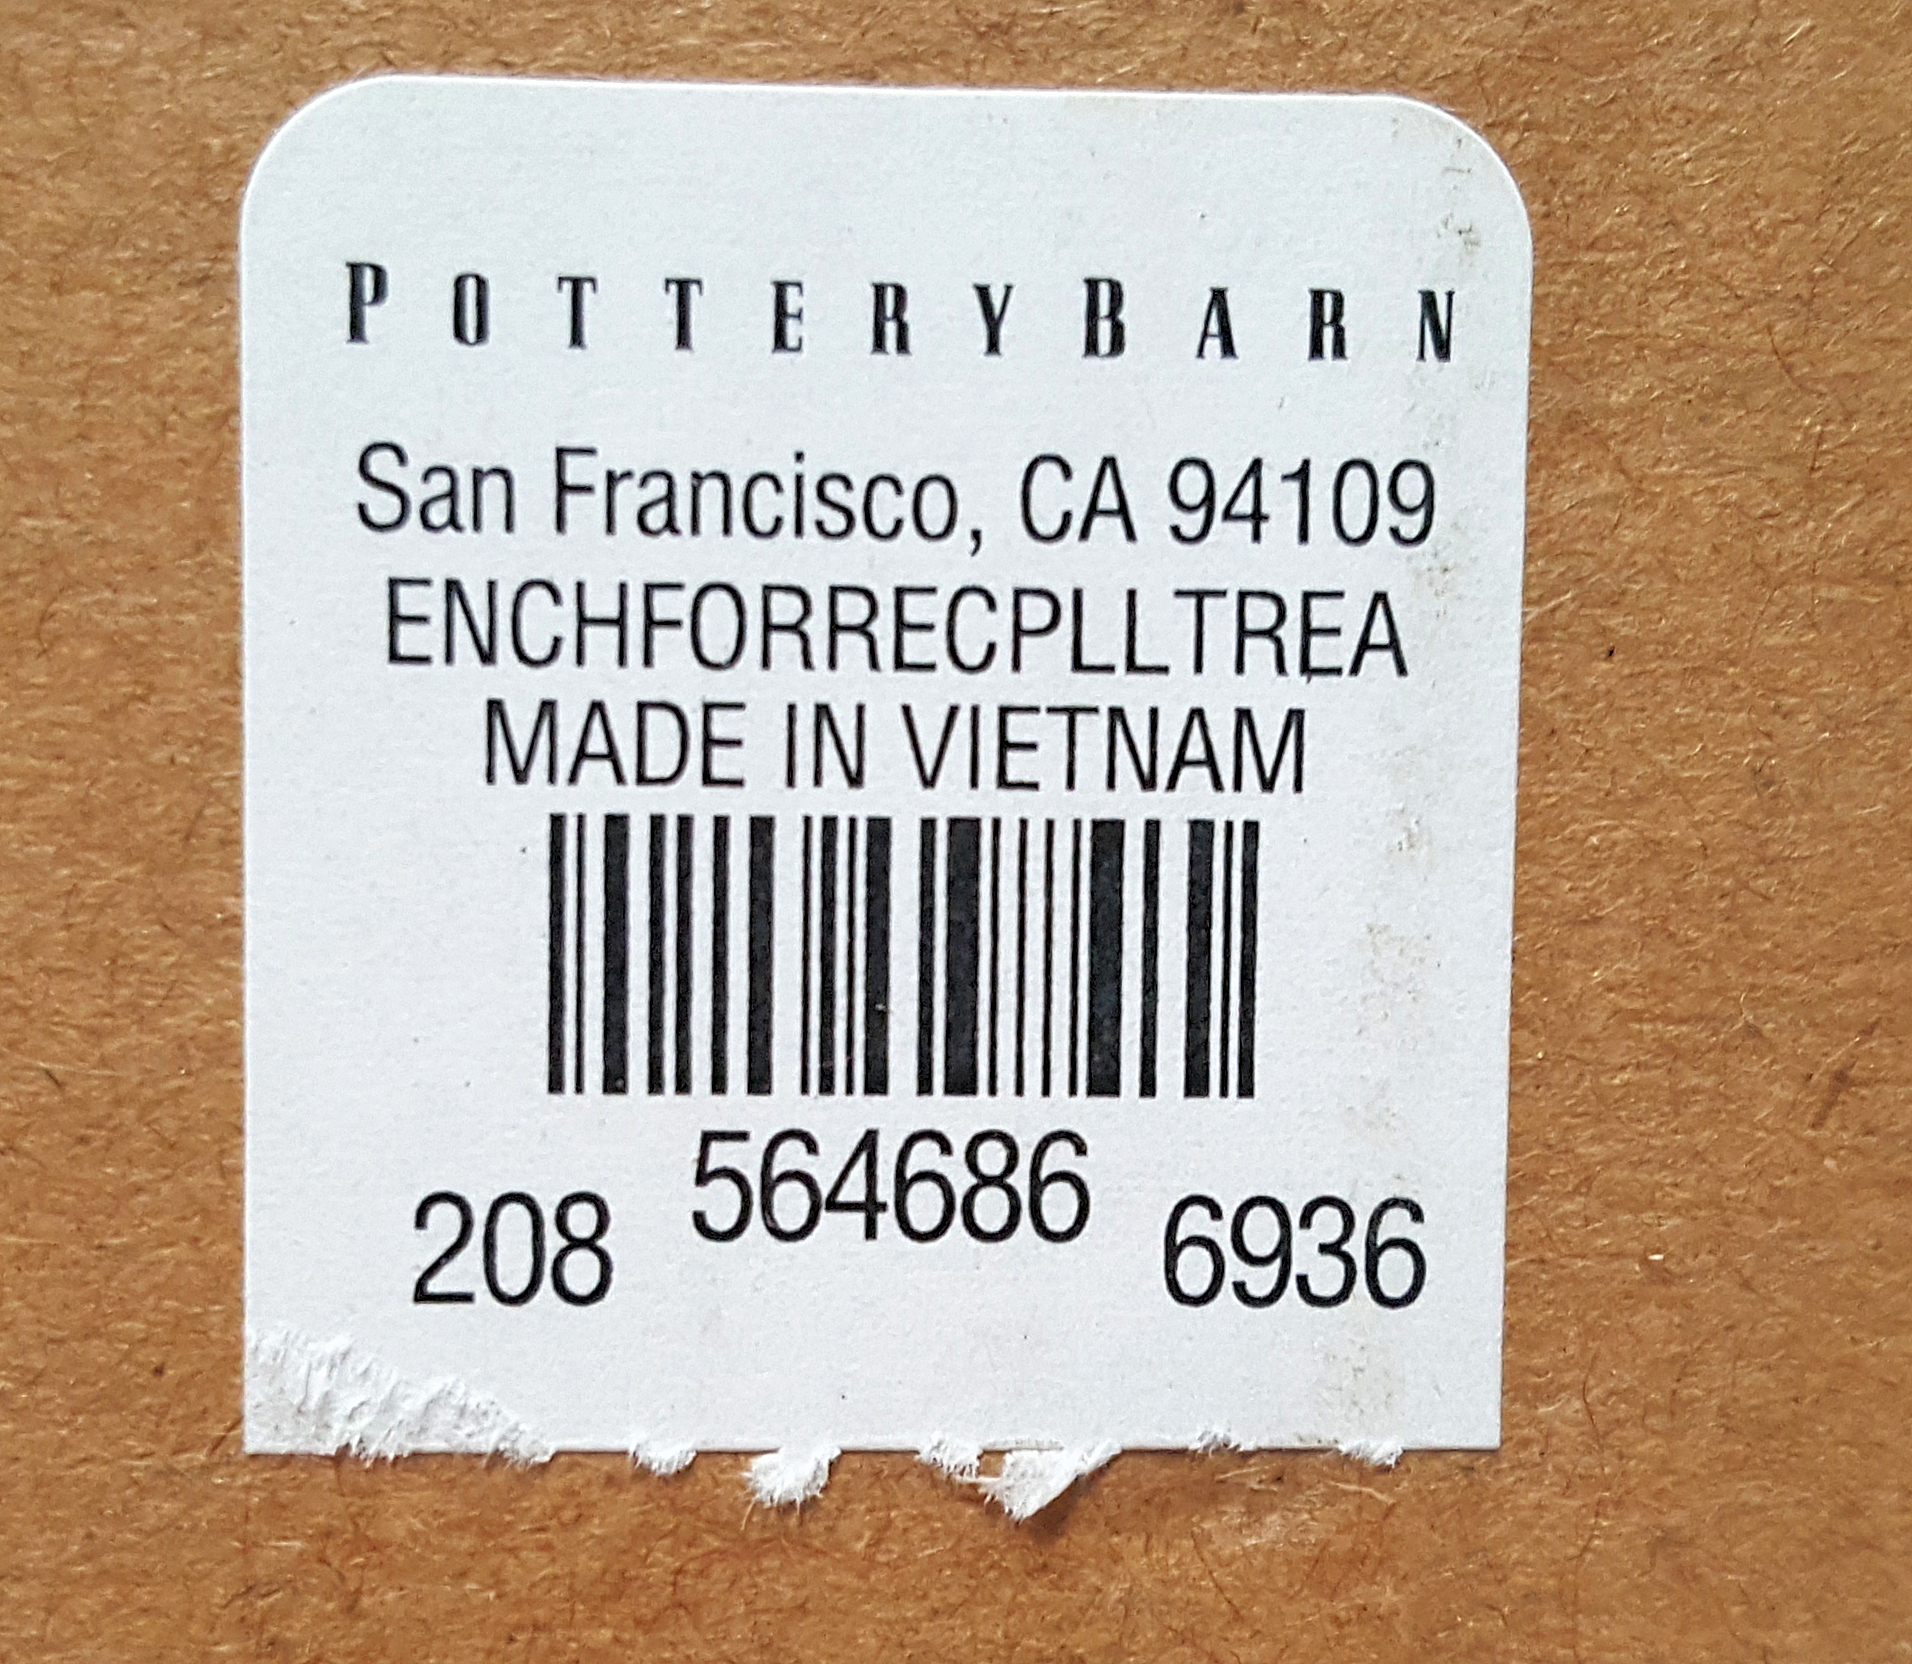 POTTERYBARN
San Francisco, CA 94109
ENCHFORRECPLLTREA
MADE IN VIETNAM
208 564686 6936